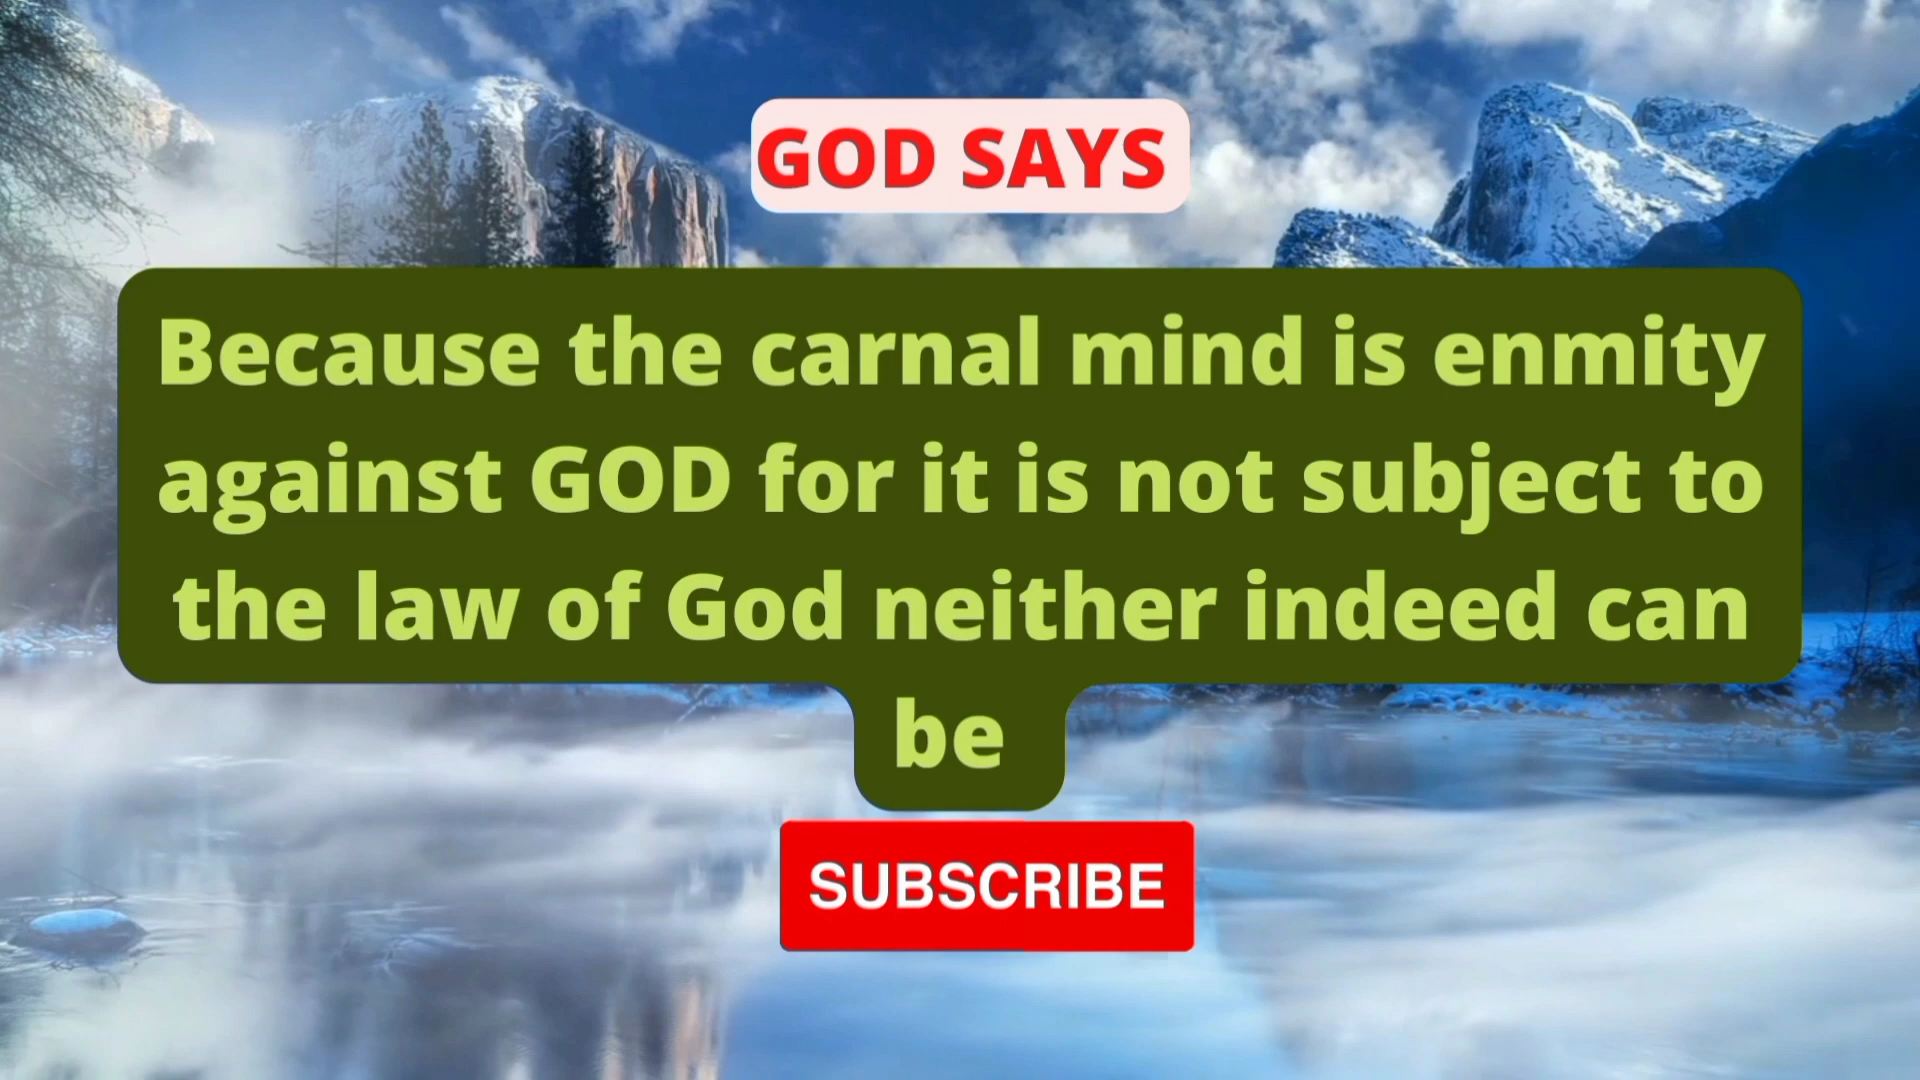 GOD SAYS
Because the carnal mind is enmity
against GOD for it is not subject to
the law of God neither indeed can
be
SUBSCRIBE